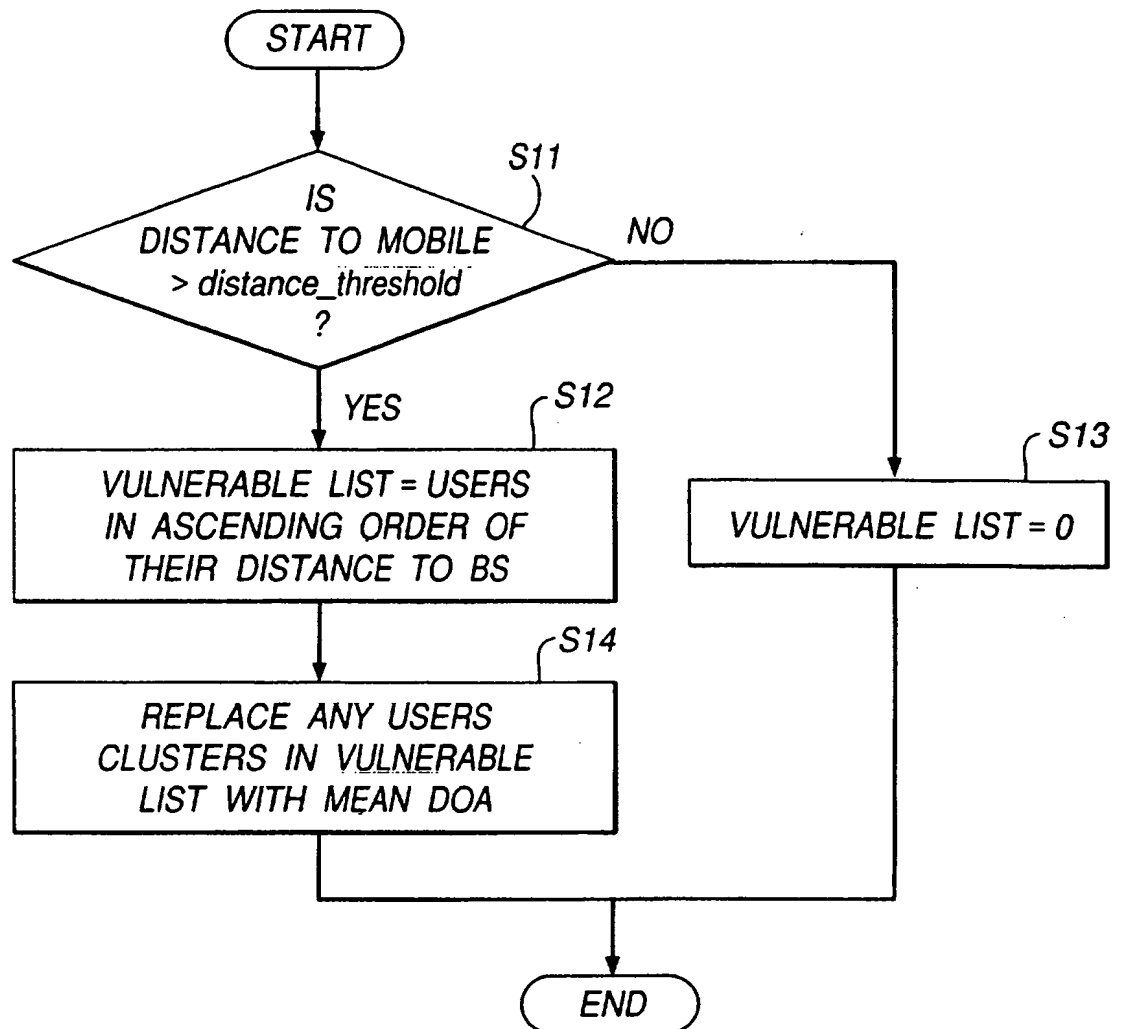 START
S11
IS
DISTANCE TO MOBILE
> distance_threshold
?
NO
YES
S12
VULNERABLE LIST = USERS
IN ASCENDING ORDER OF
THEIR DISTANCE TO BS
S13
VULNERABLE LIST = 0
S14
REPLACE ANY USERS
CLUSTERS IN VULNERABLE
LIST WITH MEAN DOA
END